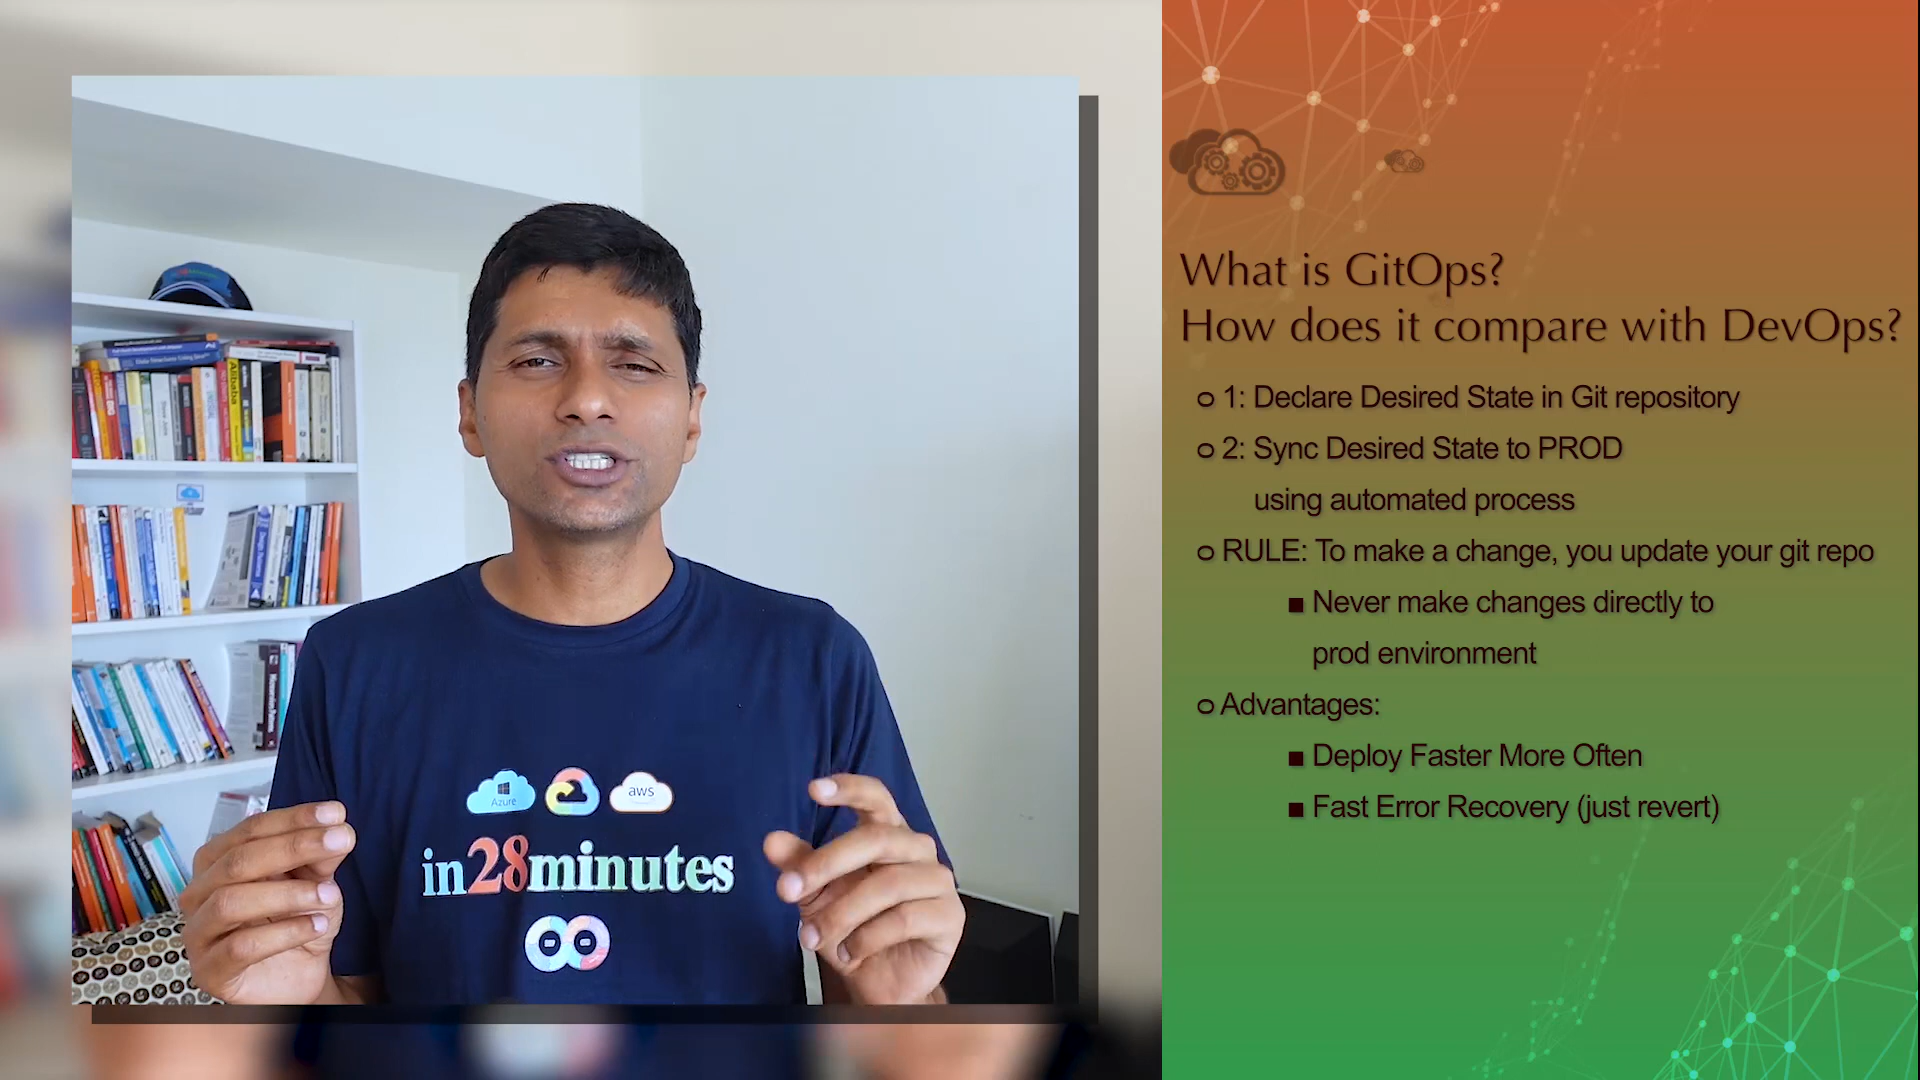 What is GitOps?
How does it compare with DevOps?
o 1: Declare Desired State in Git repository
o 2: Sync Desired State to PROD
using automated process
o RULE: To make a change, you update your git repo
■ Never make changes directly to
prod environment
o Advantages:
■ Deploy Faster More Often
■ Fast Error Recovery (just revert)
Alibaba
Azure
aws
in28minutes